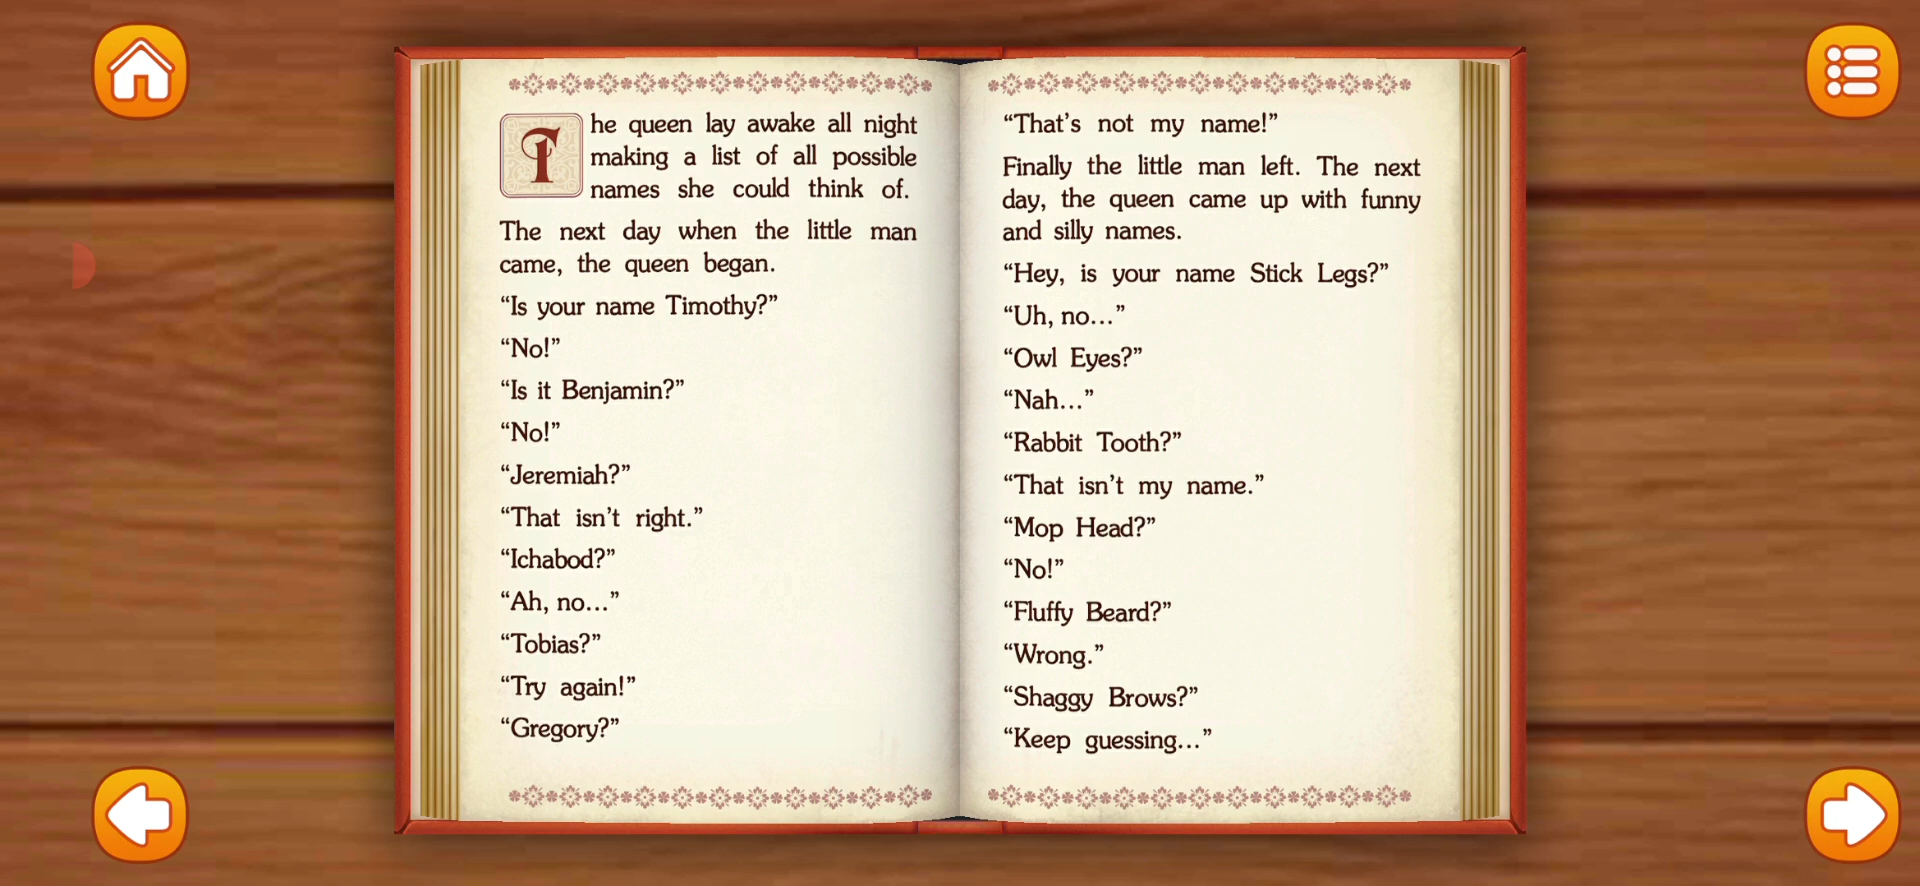 The queen lay awake all night
making a list of all possible
names she could think of.
The next day when the little man
came, the queen began.
“Is your name Timothy?”
“No!”
“Is it Benjamin?”
“No!”
“Jeremiah?”
“That isn’t right.”
“Ichabod?”
“Ah, no...”
“Tobias?”
“Try again!”
“Gregory?”
“That’s not my name!”
Finally the little man left. The next
day, the queen came up with funny
and silly names.
“Hey, is your name Stick Legs?”
“Uh, no...”
“Owl Eyes?”
“Nah...”
“Rabbit Tooth?”
“That isn’t my name.”
“Mop Head?”
“No!”
“Fluffy Beard?”
“Wrong.”
“Shaggy Brows?”
“Keep guessing...”